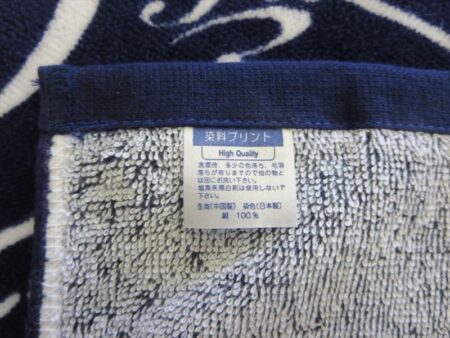 染料プリント
High Quality
洗濯時、多少の色落ち、毛羽
落ちが有りますので他の物と
は別にお洗い下さい。
塩素系漂白剤は使用しないで
下さい。
生地(中国製) 染色(日本製)
綿 100%